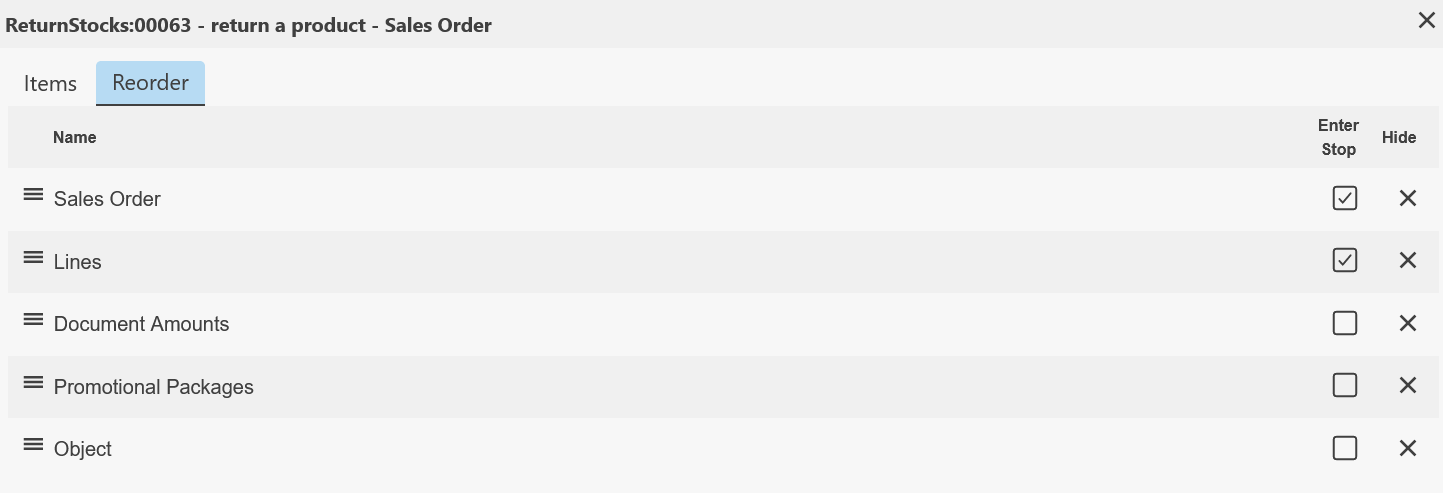 ReturnStocks:00063 - return a product - Sales Order
Items Reorder
Name Enter Stop Hide
Sales Order
Lines
Document Amounts
Promotional Packages
Object